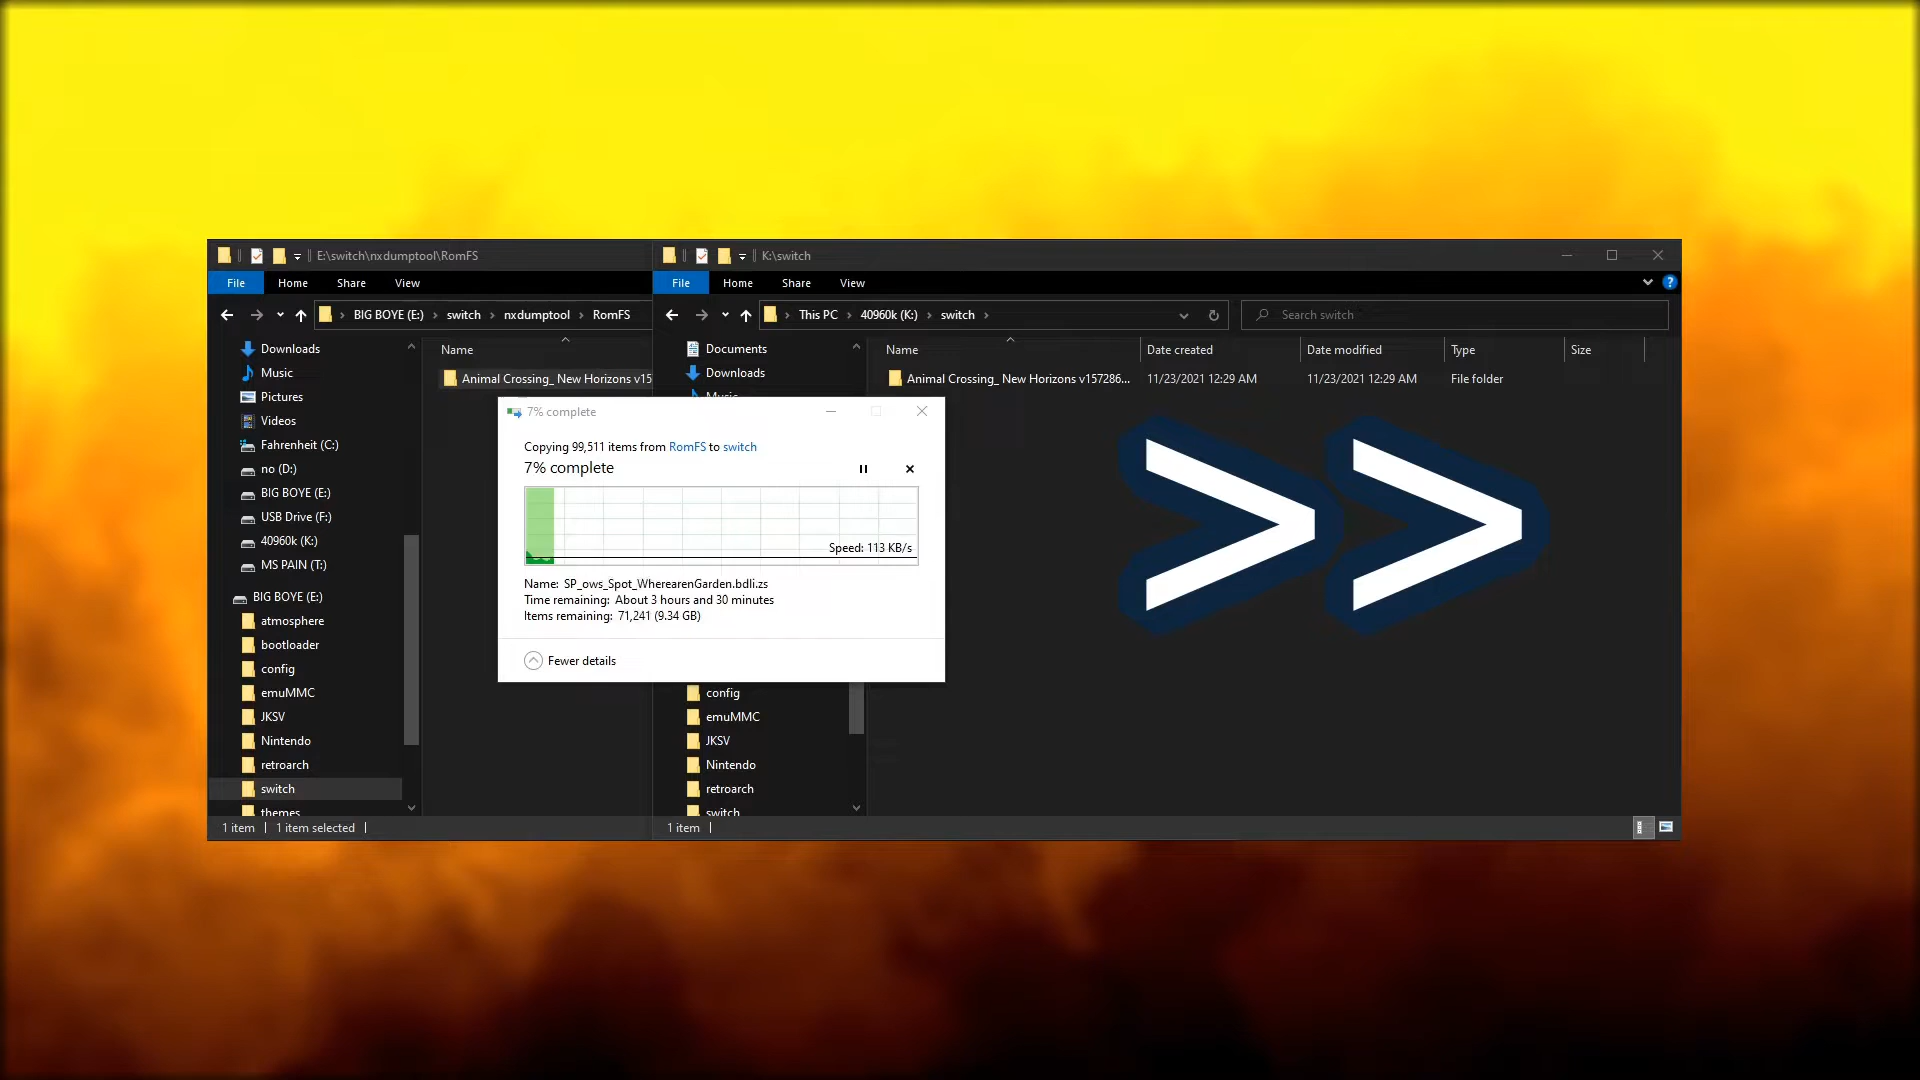 E:\switch\nxdumptool\RomFS
File Home Share View
BIG BOYE (E:) switch nxdumptool RomFS
Downloads
Music
Pictures
Videos
Fahrenheit (C:)
no (D:)
BIG BOYE (E:)
USB Drive (F:)
40960k (K:)
MS PAIN (T:)
BIG BOYE (E:)
atmosphere
bootloader
config
emuMMC
JKSV
Nintendo
retroarch
switch
themes
Name
Animal Crossing_ New Horizons v15
1 item 1 item selected
K:\switch
File Home Share View
This PC 40960k (K:) switch
Search switch
Documents
Downloads
Music
config
emuMMC
JKSV
Nintendo
retroarch
switch
Name Date created Date modified Type Size
Animal Crossing_ New Horizons v157286... 11/23/2021 12:29 AM 11/23/2021 12:29 AM File folder
1 item
7% complete
Copying 99,511 items from RomFS to switch
7% complete
Speed: 113 KB/s
Name: SP_ows_Spot_WherearenGarden.bdli.zs
Time remaining: About 3 hours and 30 minutes
Items remaining: 71,241 (9.34 GB)
Fewer details
>>